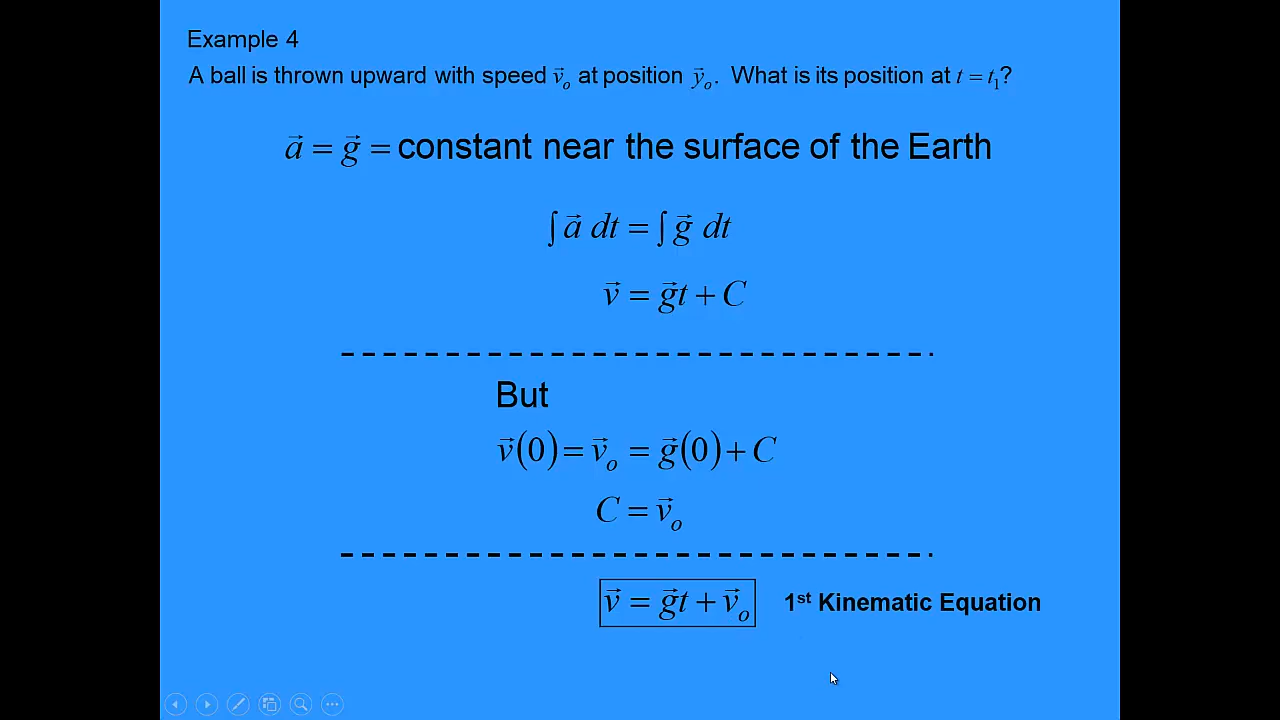 Example 4
A ball is thrown upward with speed v⃗ₒ at position y⃗ₒ. What is its position at t = t₁?
a⃗ = g⃗ = constant near the surface of the Earth
∫ a⃗ dt = ∫ g⃗ dt
v⃗ = g⃗t + C
But
v⃗(0) = v⃗ₒ = g⃗(0) + C
C = v⃗ₒ
v⃗ = g⃗t + v⃗ₒ 1st Kinematic Equation